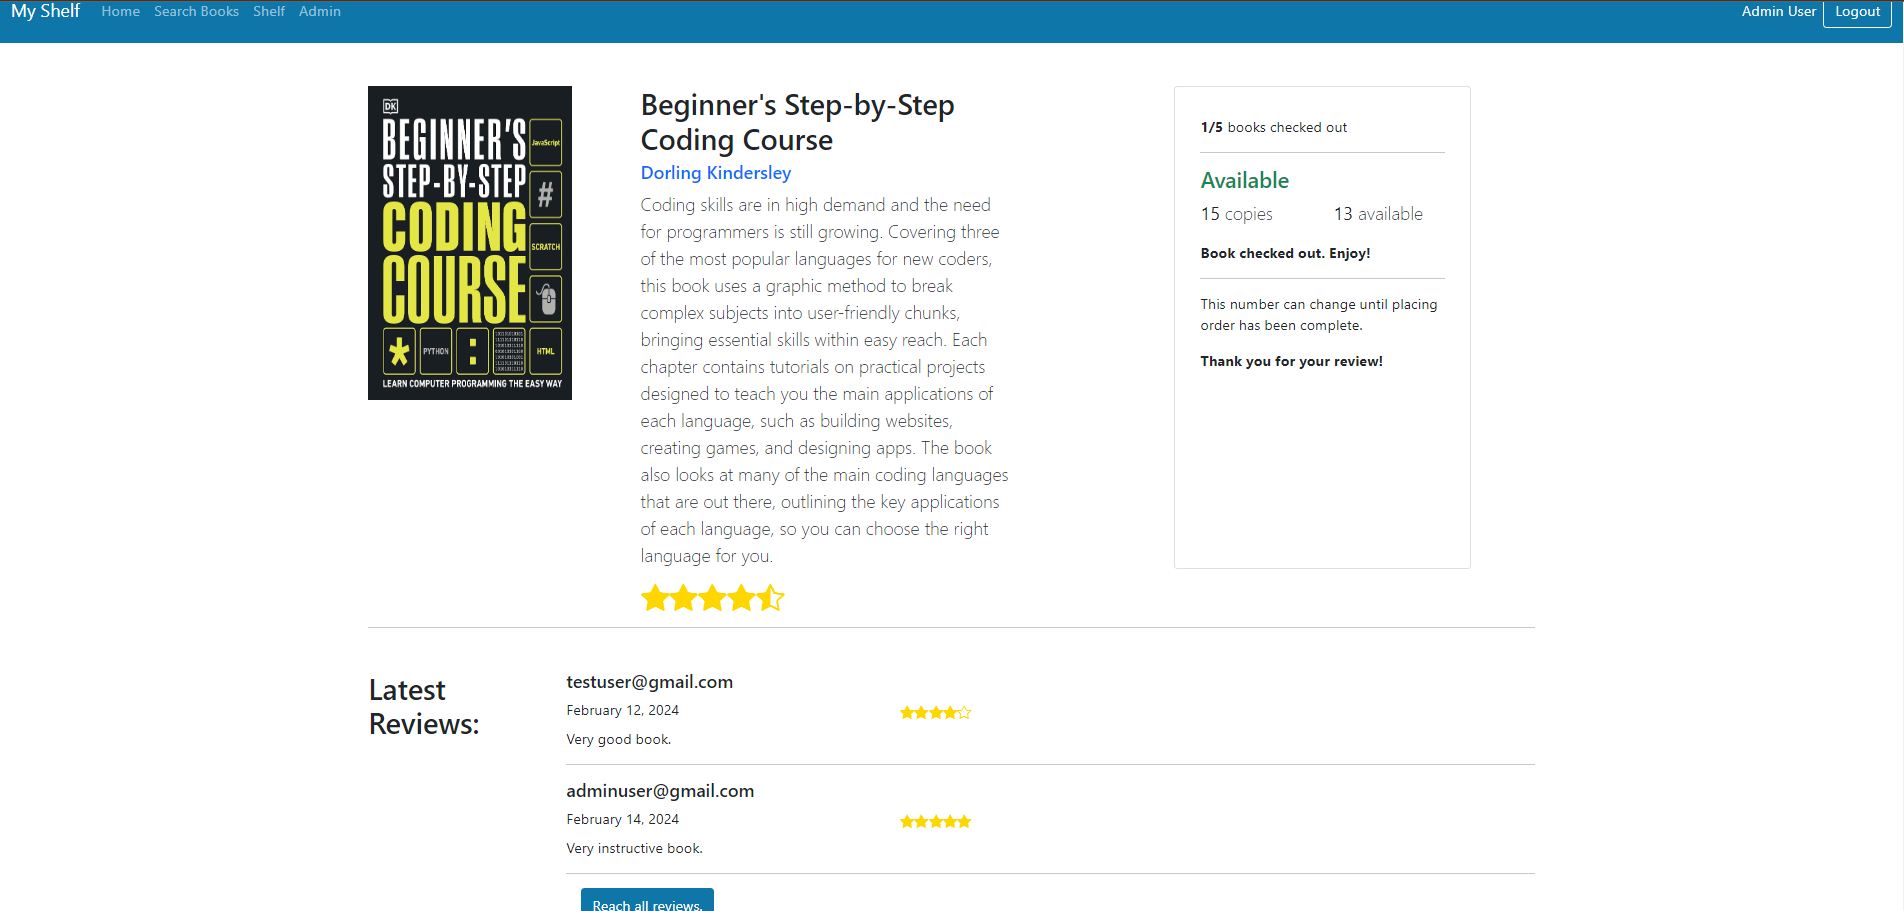 My Shelf Home Search Books Shelf Admin Admin User Logout
DK
BEGINNER'S
STEP-BY-STEP
CODING
COURSE
JavaScript
#
SCRATCH
* PYTHON : HTML
LEARN COMPUTER PROGRAMMING THE EASY WAY
Beginner's Step-by-Step
Coding Course
Dorling Kindersley
Coding skills are in high demand and the need
for programmers is still growing. Covering three
of the most popular languages for new coders,
this book uses a graphic method to break
complex subjects into user-friendly chunks,
bringing essential skills within easy reach. Each
chapter contains tutorials on practical projects
designed to teach you the main applications of
each language, such as building websites,
creating games, and designing apps. The book
also looks at many of the main coding languages
that are out there, outlining the key applications
of each language, so you can choose the right
language for you.
1/5 books checked out
Available
15 copies 13 available
Book checked out. Enjoy!
This number can change until placing
order has been complete.
Thank you for your review!
Latest
Reviews:
testuser@gmail.com
February 12, 2024
Very good book.
adminuser@gmail.com
February 14, 2024
Very instructive book.
Reach all reviews.